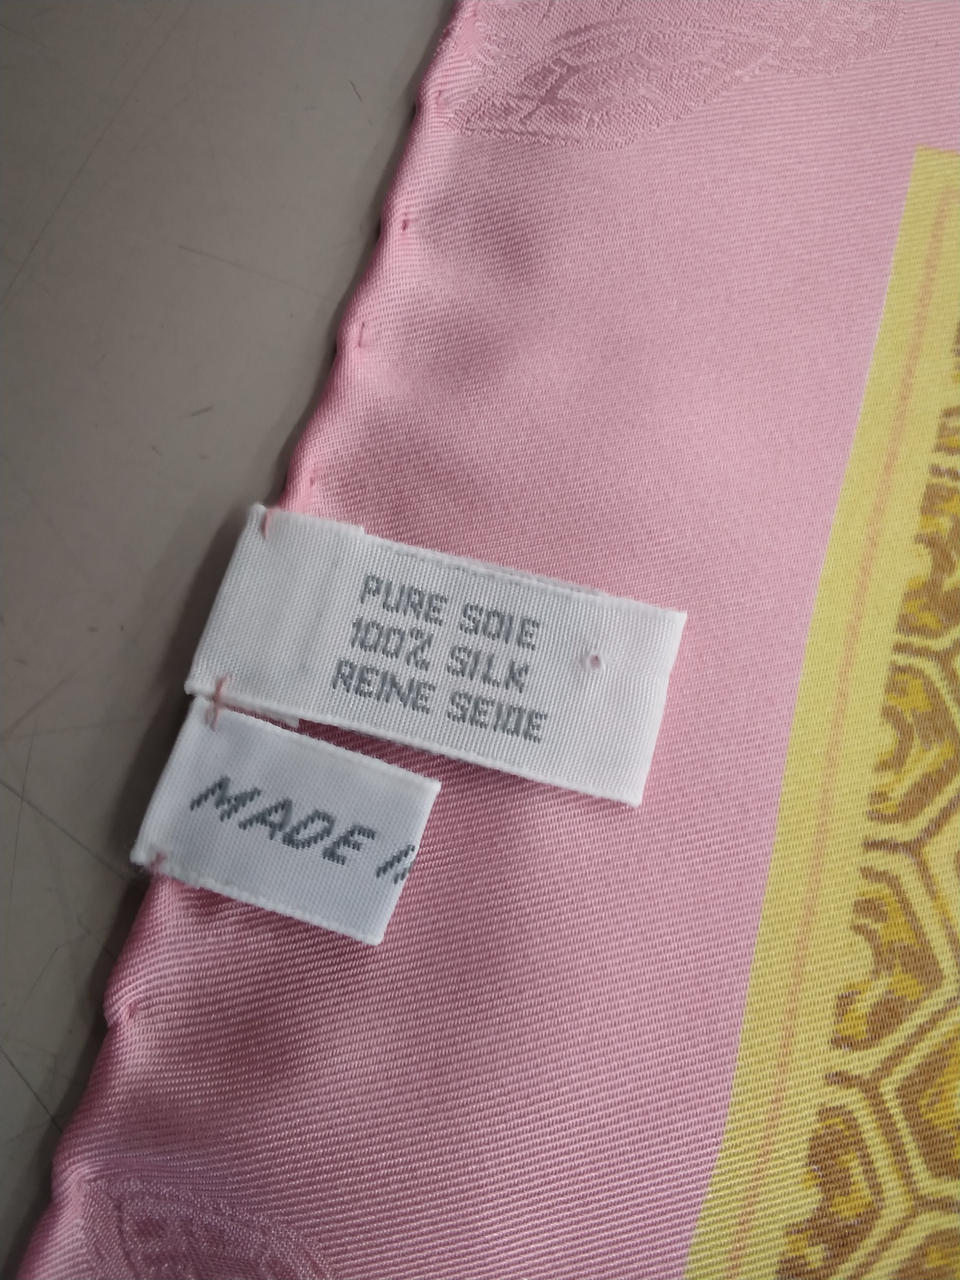 PURE SOIE
100% SILK
REINE SEIDE
MADE